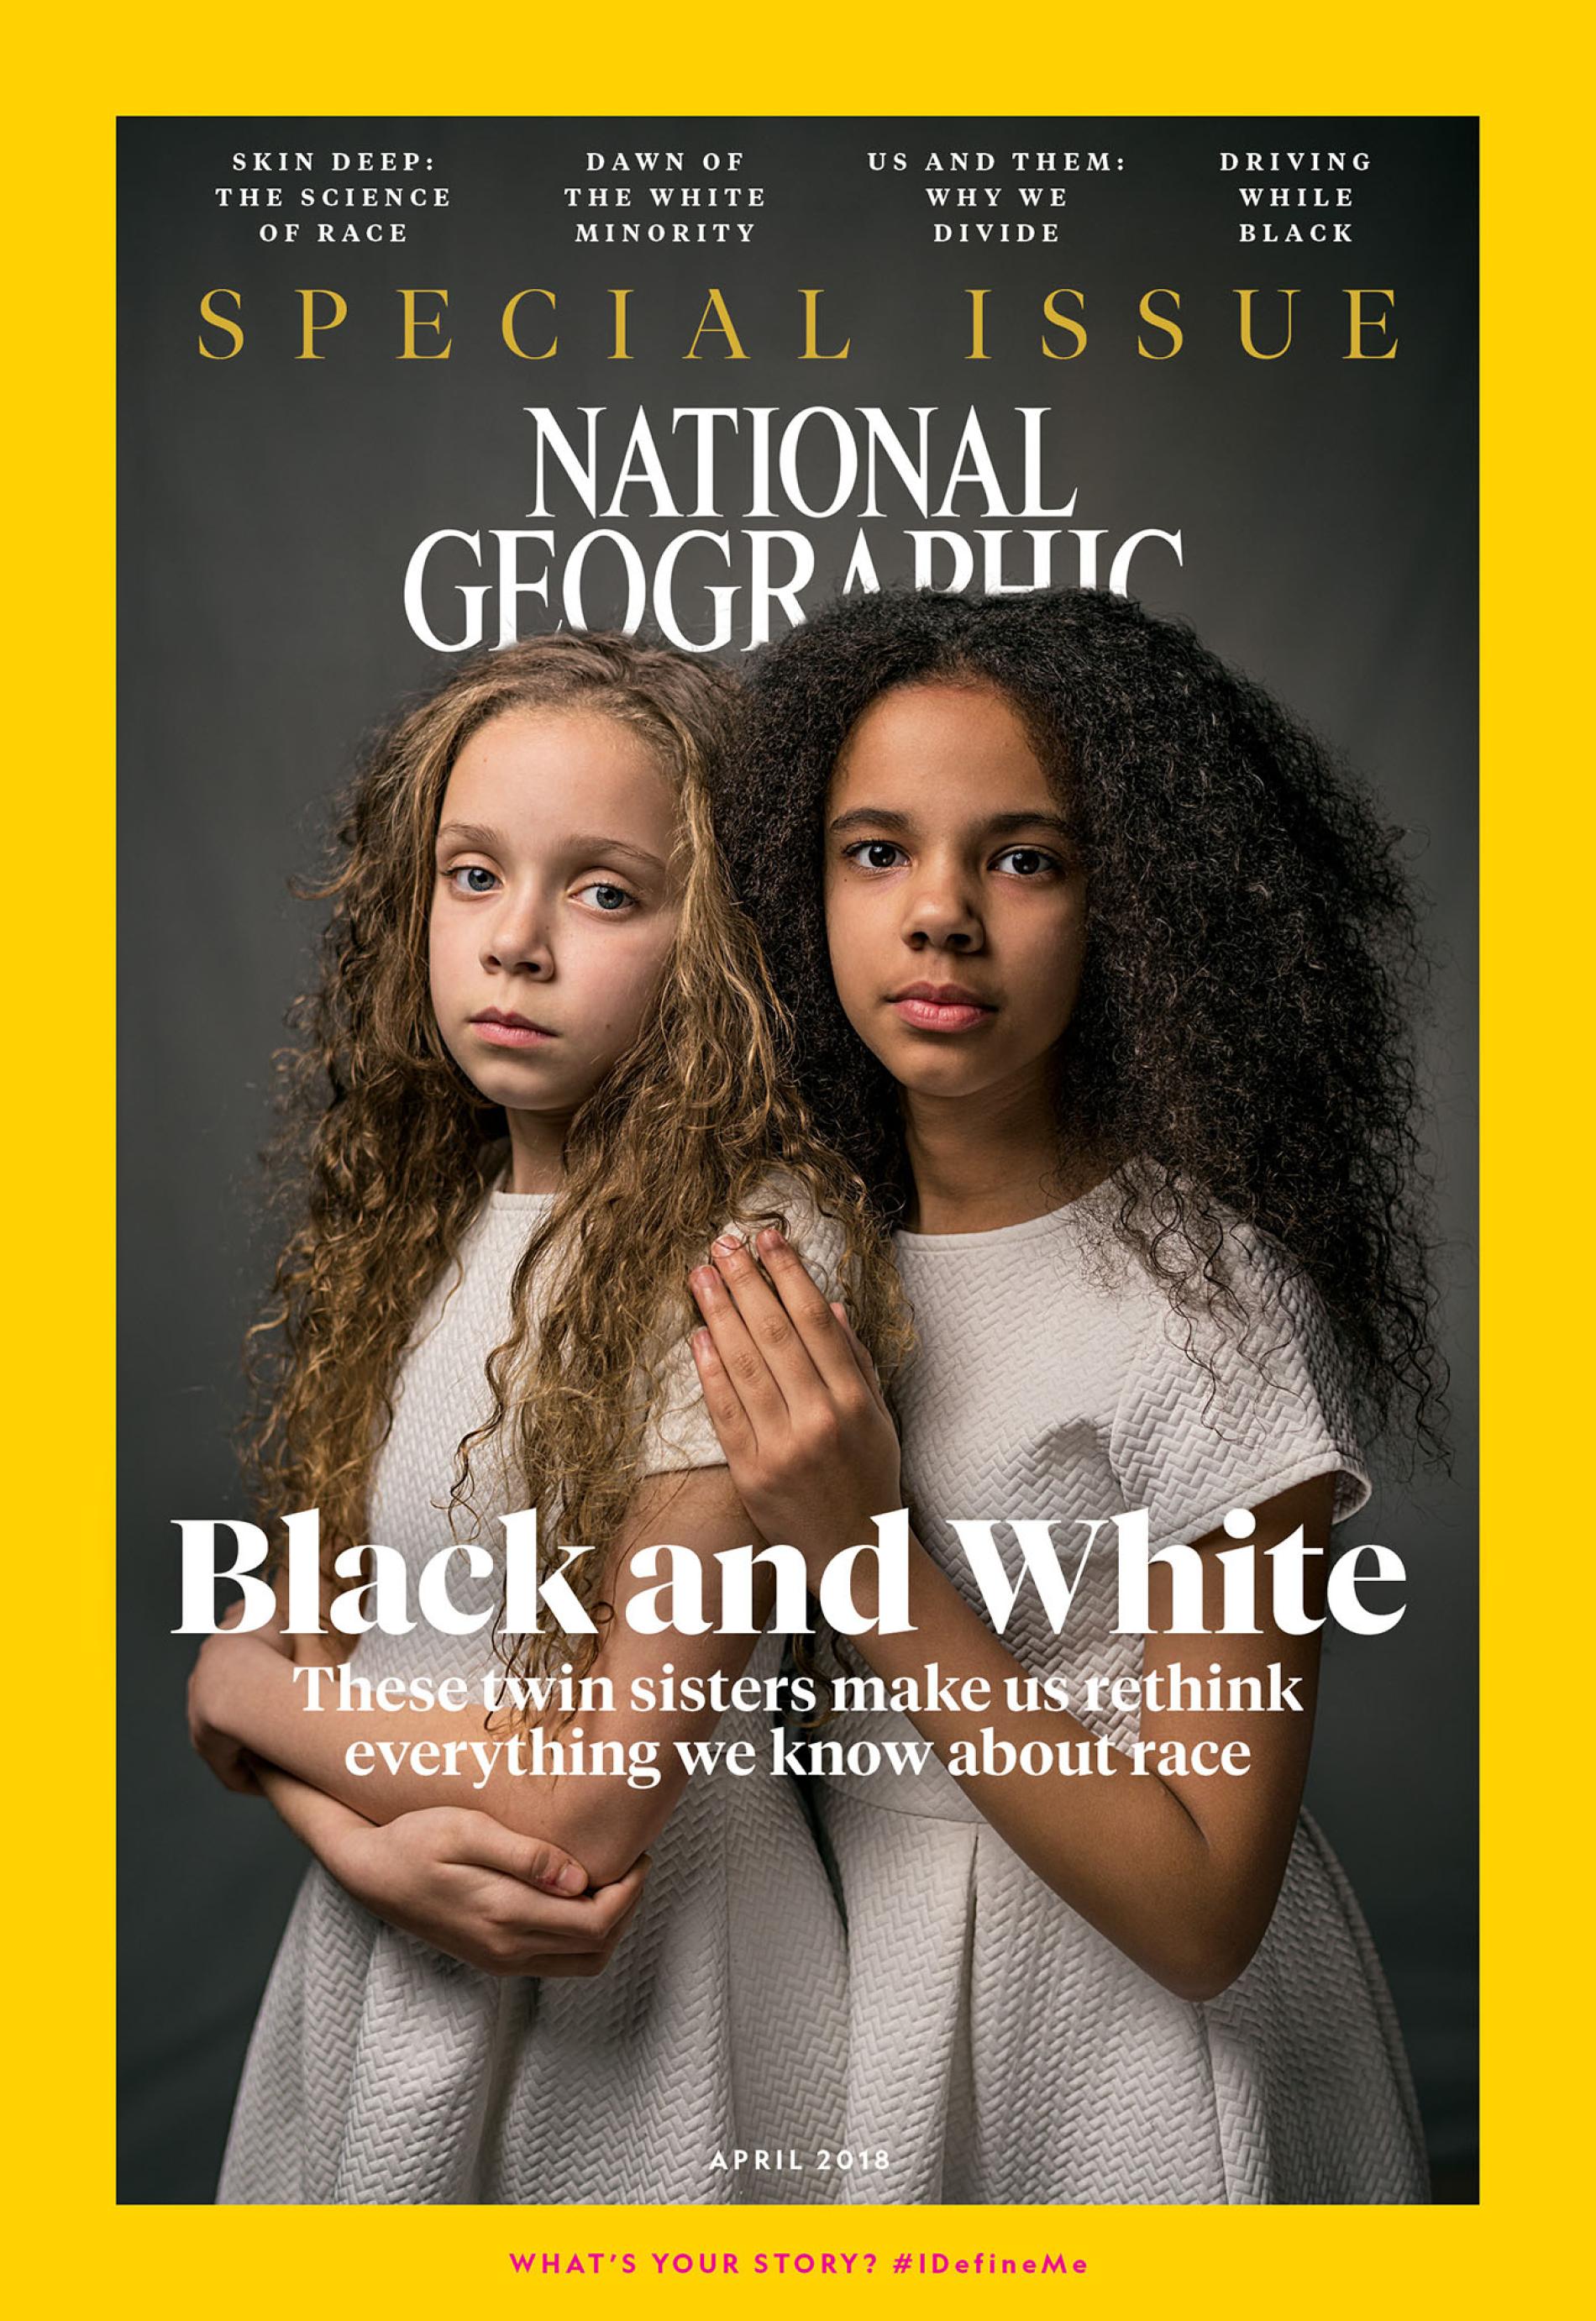 SKIN DEEP:
THE SCIENCE
OF RACE
DAWN OF
THE WHITE
MINORITY
US AND THEM:
WHY WE
DIVIDE
DRIVING
WHILE
BLACK
SPECIAL ISSUE
NATIONAL
GEOGRAPHIC
Black and White
These twin sisters make us rethink
everything we know about race
APRIL 2018
WHAT'S YOUR STORY? #IDefineMe